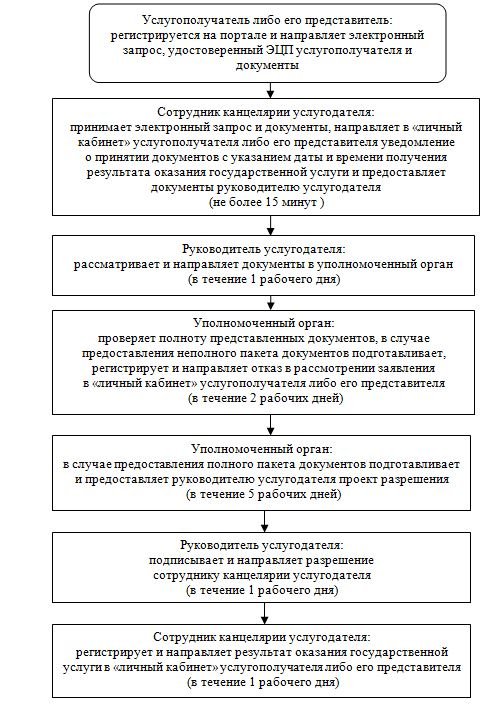 Услугополучатель либо его представитель:
регистрируется на портале и направляет электронный
запрос, удостоверенный ЭЦП услугополучателя и
документы
Сотрудник канцелярии услугодателя:
принимает электронный запрос и документы, направляет в «личный
кабинет» услугополучателя либо его представителя уведомление
о принятии документов с указанием даты и времени получения
результата оказания государственной услуги и предоставляет
документы руководителю услугодателя
(не более 15 минут )
Руководитель услугодателя:
рассматривает и направляет документы в уполномоченный орган
(в течение 1 рабочего дня)
Уполномоченный орган:
проверяет полноту представленных документов, в случае
предоставления неполного пакета документов подготавливает,
регистрирует и направляет отказ в рассмотрении заявления
в «личный кабинет» услугополучателя либо его представителя
(в течение 2 рабочих дней)
Уполномоченный орган:
в случае предоставления полного пакета документов подготавливает
и предоставляет руководителю услугодателя проект разрешения
(в течение 5 рабочих дней)
Руководитель услугодателя:
подписывает и направляет разрешение
сотруднику канцелярии услугодателя
(в течение 1 рабочего дня)
Сотрудник канцелярии услугодателя:
регистрирует и направляет результат оказания государственной
услуги в «личный кабинет» услугополучателя либо его представителя
(в течение 1 рабочего дня)